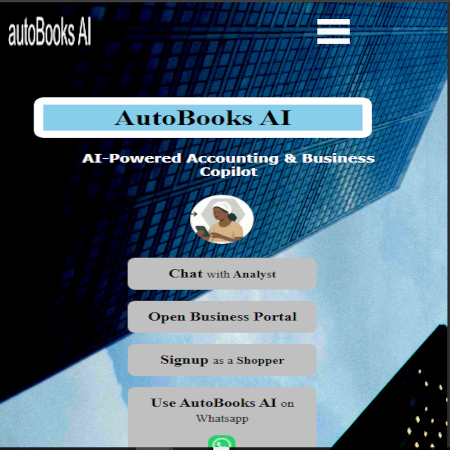 autoBooks AI
AutoBooks AI
AI-Powered Accounting & Business
Copilot
Chat with Analyst
Open Business Portal
Signup as a Shopper
Use AutoBooks AI on
Whatsapp